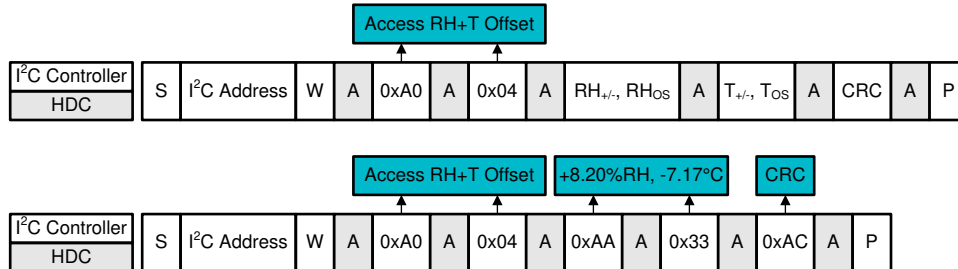 Access RH+T Offset
I²C Controller
HDC
S I²C Address W A 0xA0 A 0x04 A RH+/-, RHOS A T+/-, TOS A CRC A P
Access RH+T Offset +8.20%RH, -7.17°C CRC
I²C Controller
HDC
S I²C Address W A 0xA0 A 0x04 A 0xAA A 0x33 A 0xAC A P